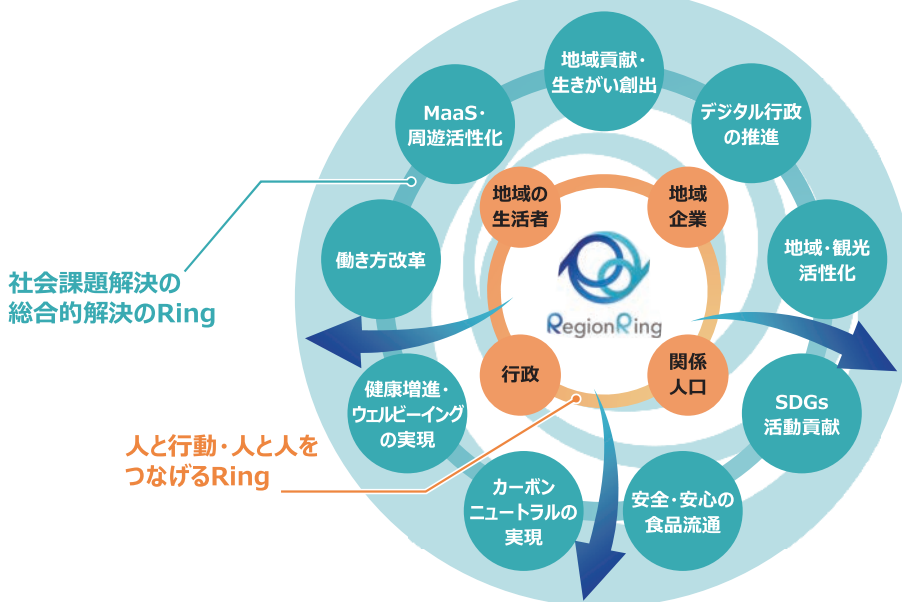 地域貢献・
生きがい創出
MaaS・
周遊活性化
デジタル行政
の推進
地域の
生活者
地域
企業
働き方改革
地域・観光
活性化
社会課題解決の
総合的解決のRing
RegionRing
行政
関係
人口
健康増進・
ウェルビーイング
の実現
SDGs
活動貢献
人と行動・人と人を
つなげるRing
カーボン
ニュートラルの
実現
安全・安心の
食品流通